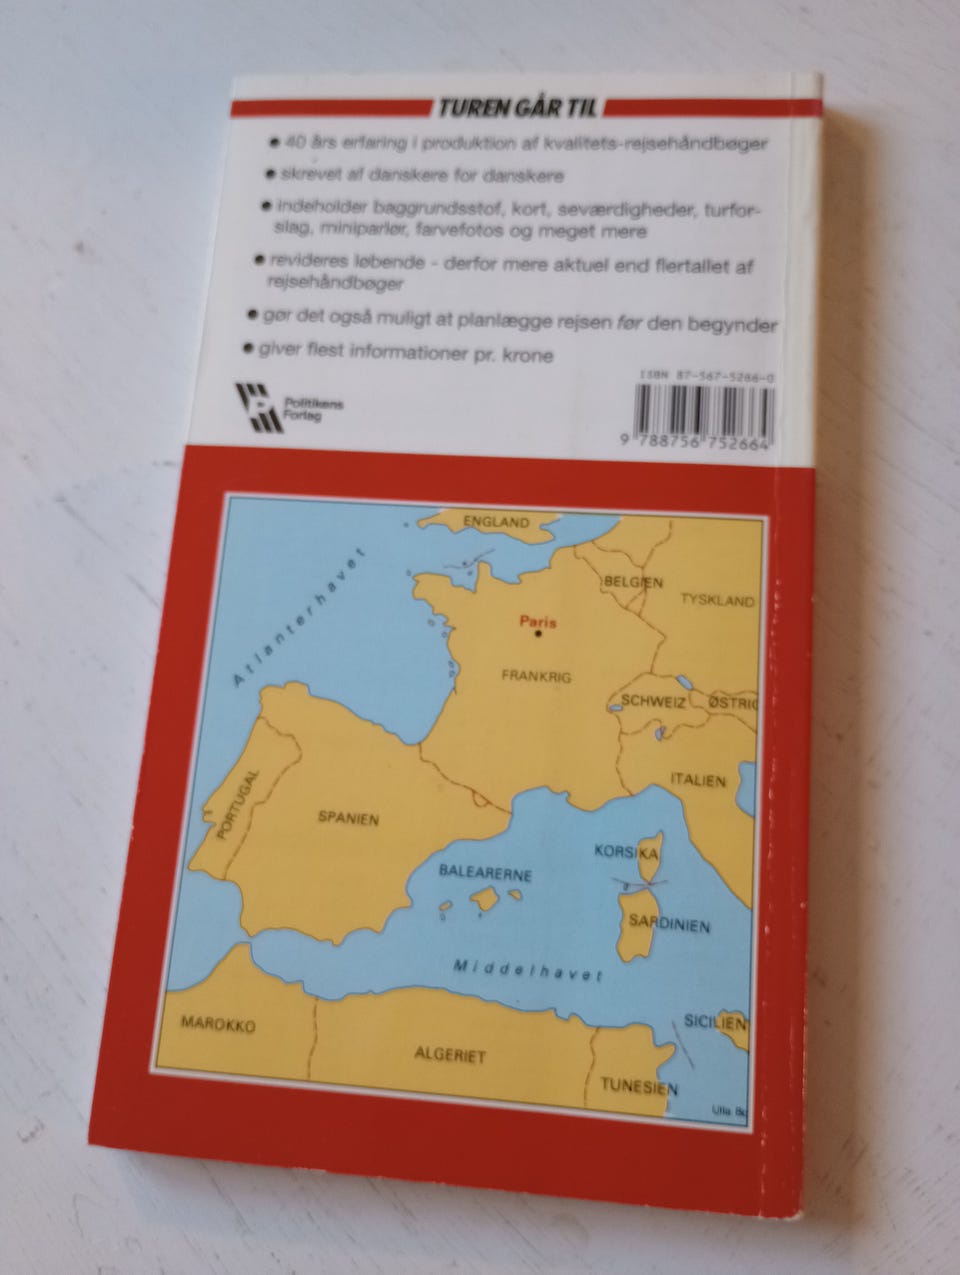 TUREN GÅR TIL
● 40 års erfaring i produktion af kvalitets-rejsehåndbøger
● skrevet af danskere for danskere
● indeholder baggrundsstof, kort, seværdigheder, turfor-
slag, miniparlør, farvefotos og meget mere
● revideres løbende - derfor mere aktuel end flertallet af
rejsehåndbøger
● gør det også muligt at planlægge rejsen før den begynder
● giver flest informationer pr. krone
Politikens
Forlag
ISBN 87-567-5266-0
9 788756 752664
ENGLAND
Atlanterhavet
BELGIEN
TYSKLAND
Paris
FRANKRIG
SCHWEIZ
ØSTRIG
ITALIEN
PORTUGAL
SPANIEN
KORSIKA
BALEARERNE
SARDINIEN
Middelhavet
SICILIEN
MAROKKO
ALGERIET
TUNESIEN
Ulla